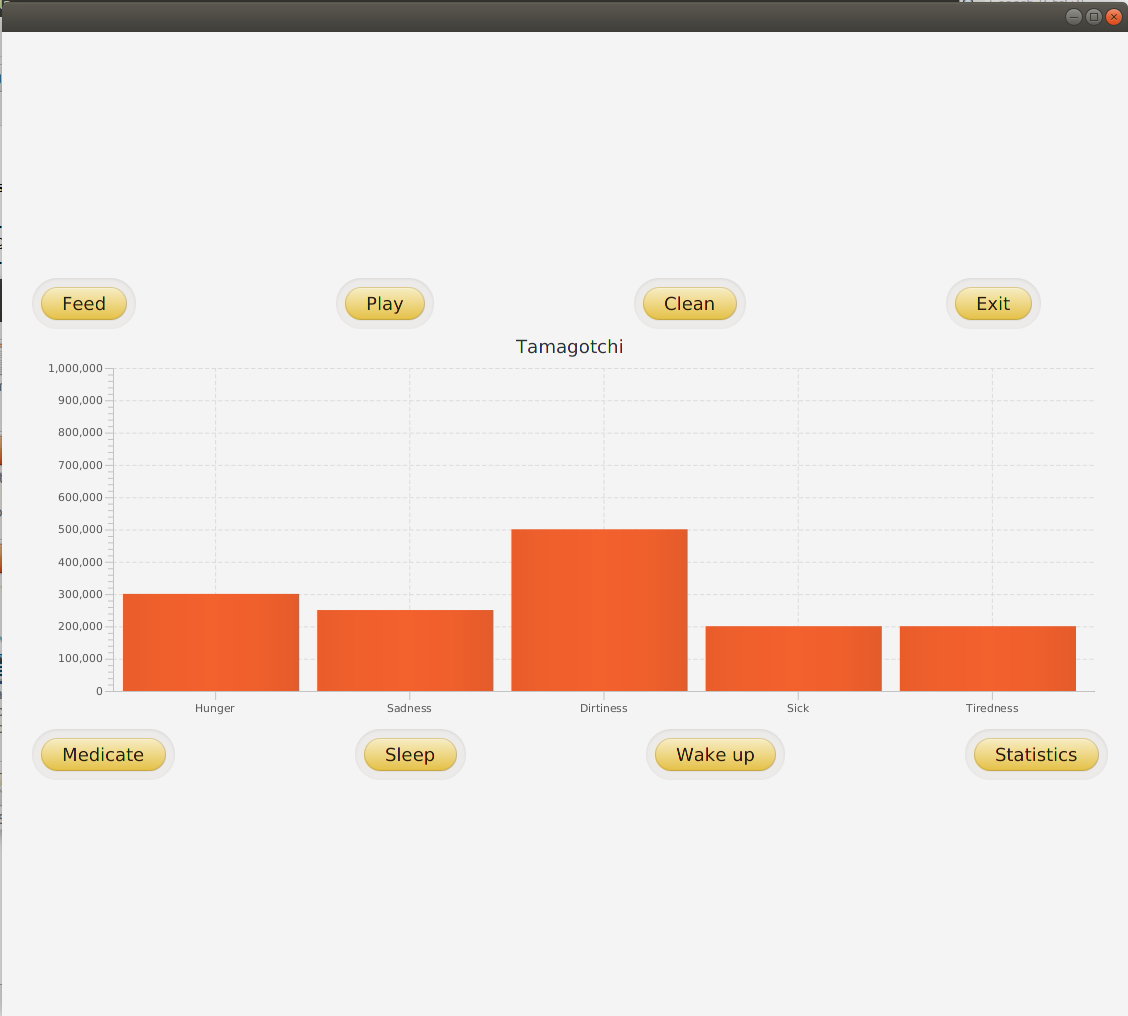 Feed Play Clean Exit
Tamagotchi
1,000,000
900,000
800,000
700,000
600,000
500,000
400,000
300,000
200,000
100,000
0
Hunger Sadness Dirtiness Sick Tiredness
Medicate Sleep Wake up Statistics